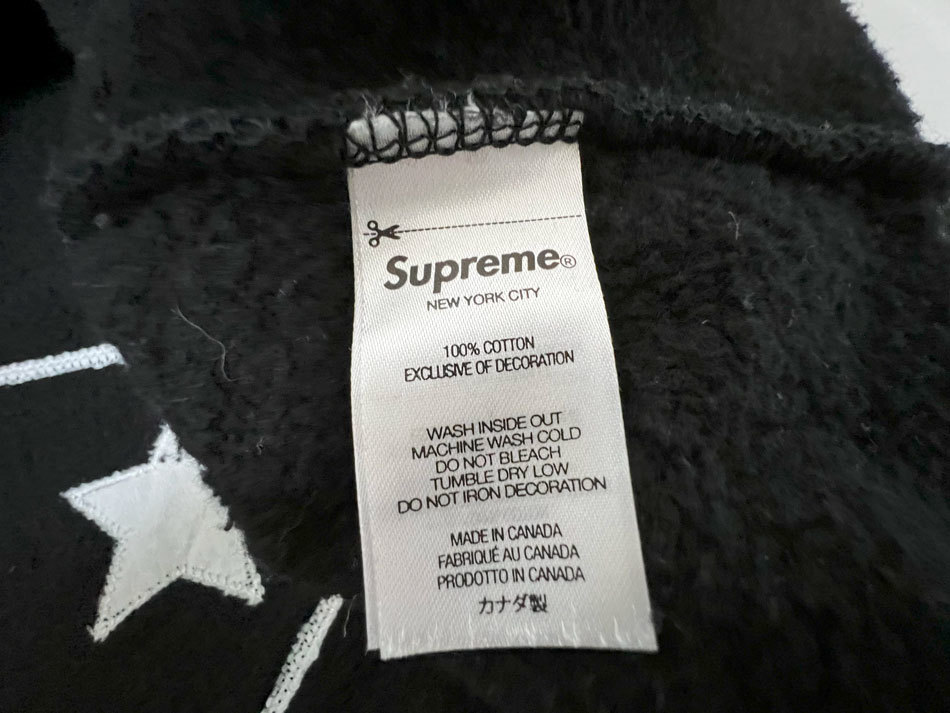 Supreme®
NEW YORK CITY
100% COTTON
EXCLUSIVE OF DECORATION
WASH INSIDE OUT
MACHINE WASH COLD
DO NOT BLEACH
TUMBLE DRY LOW
DO NOT IRON DECORATION
MADE IN CANADA
FABRIQUÉ AU CANADA
PRODOTTO IN CANADA
カナダ製